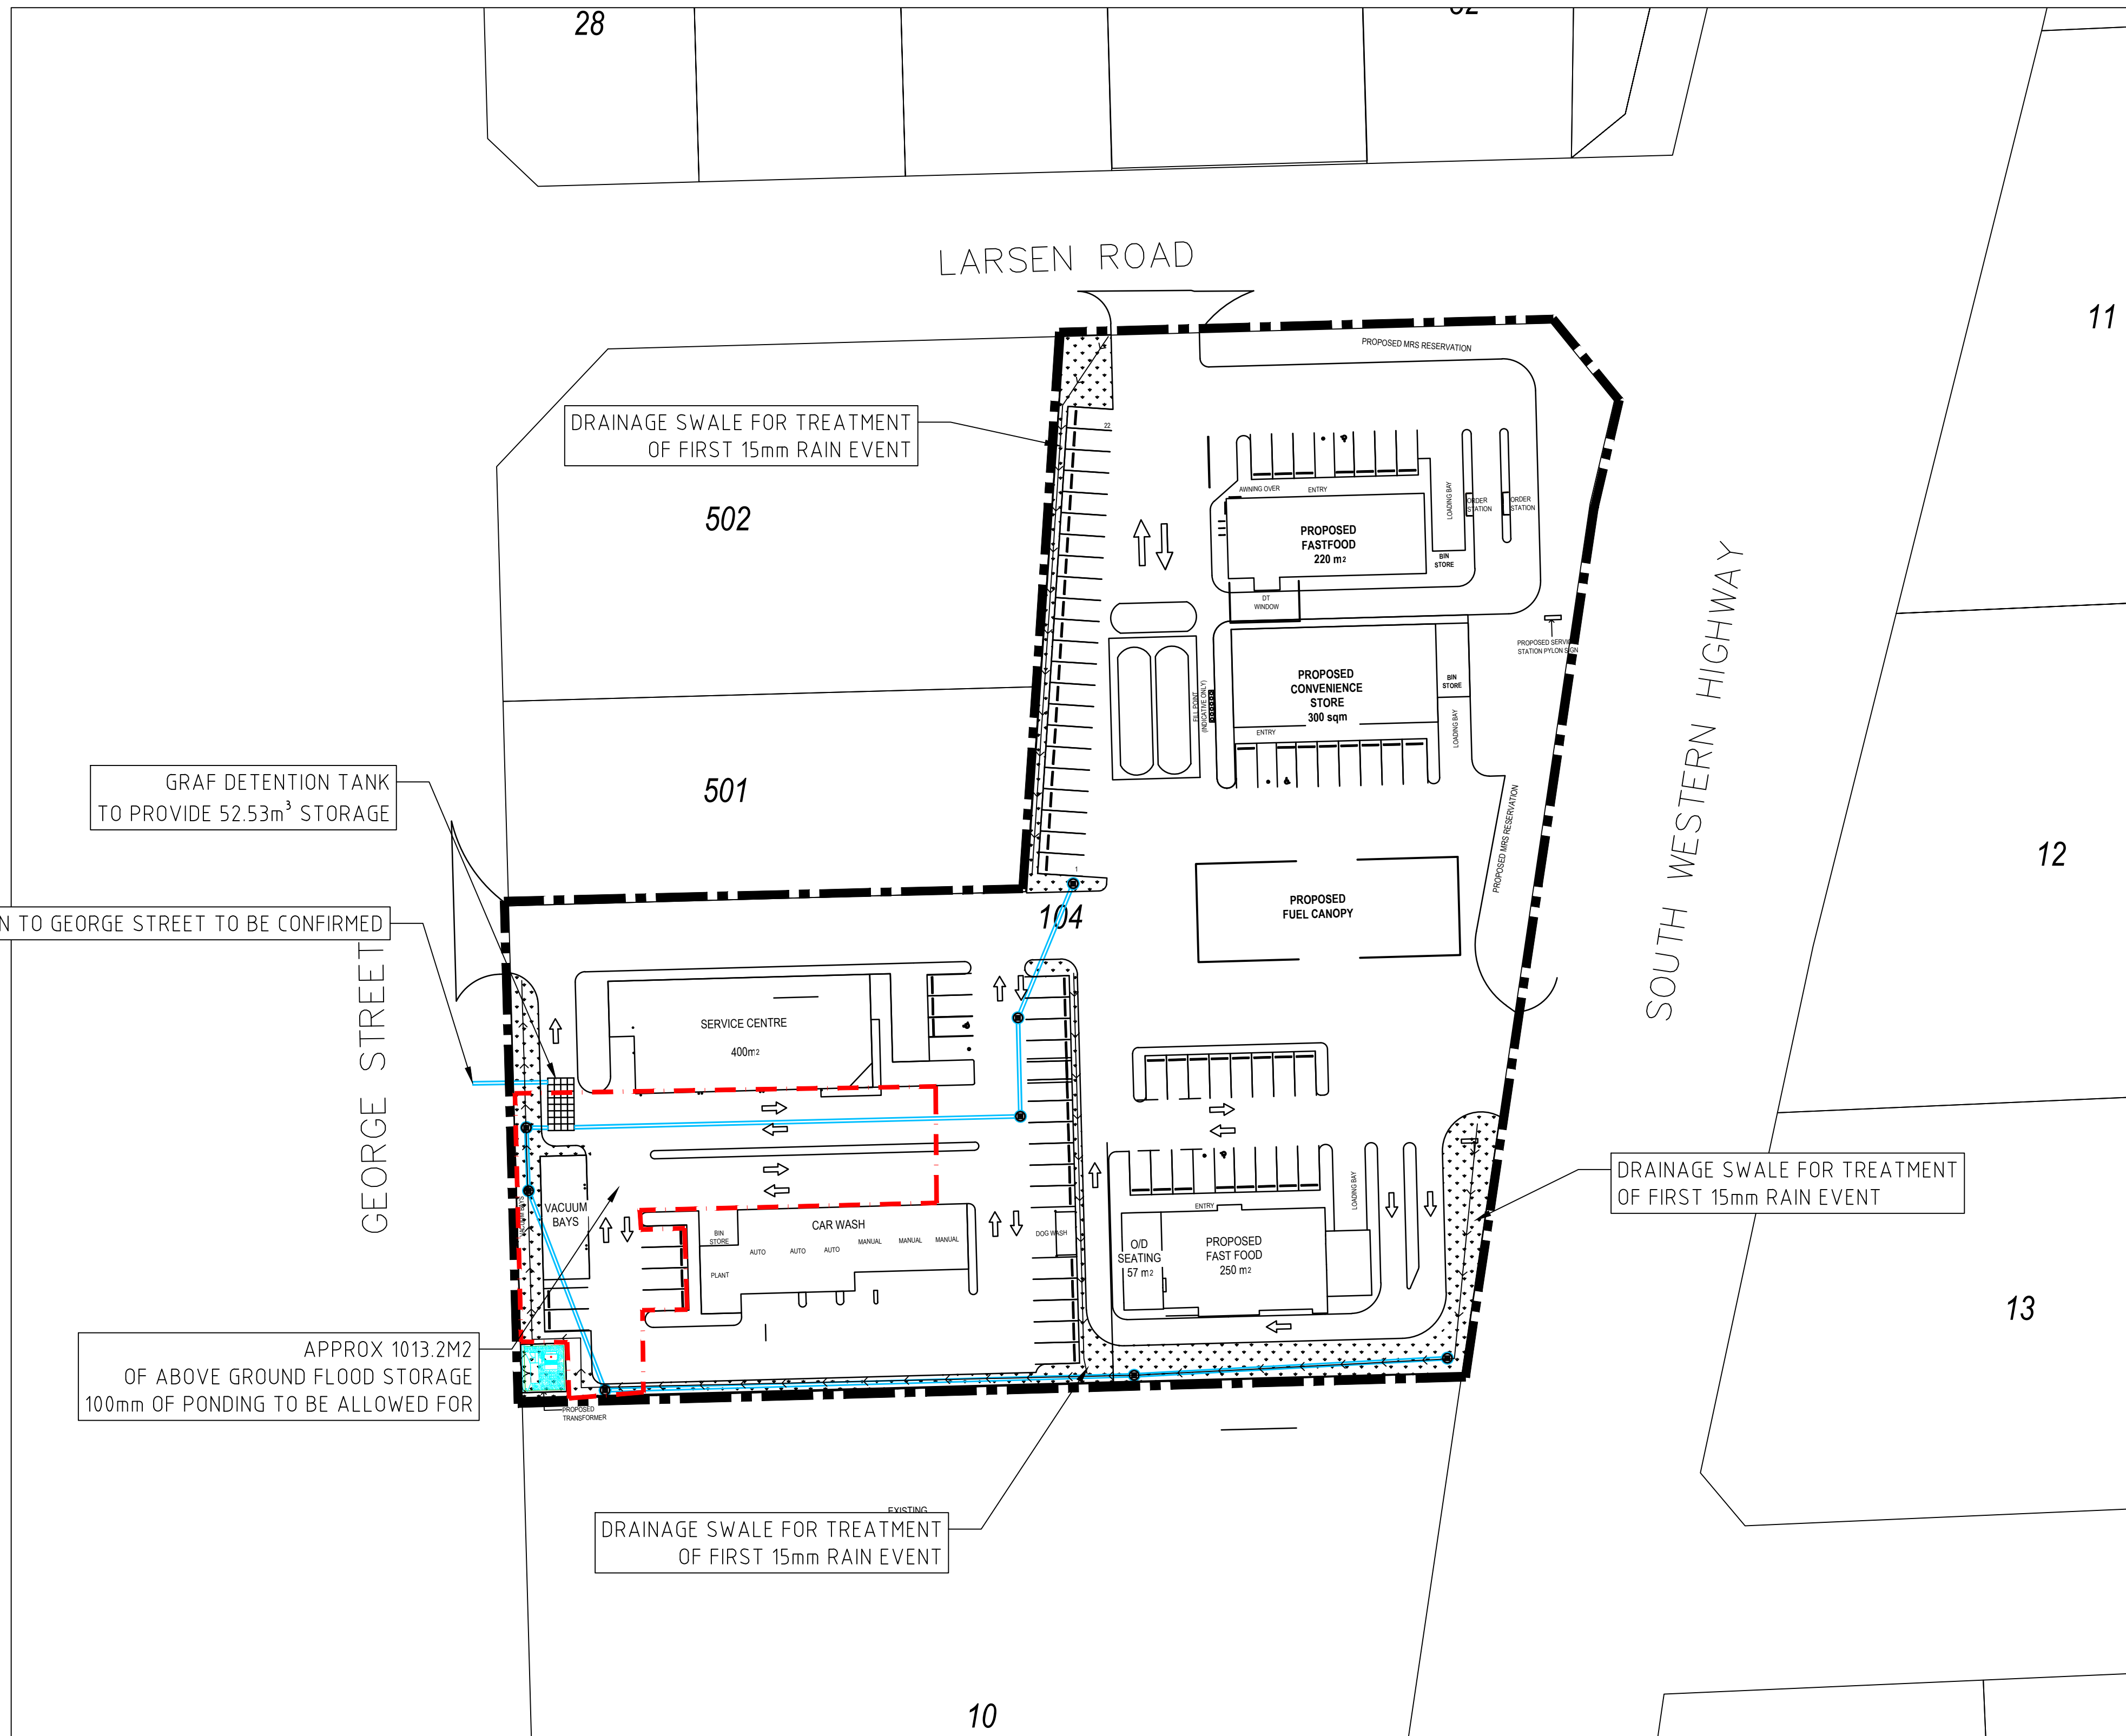 28
LARSEN ROAD
11
PROPOSED MRS RESERVATION
DRAINAGE SWALE FOR TREATMENT
OF FIRST 15mm RAIN EVENT
22
502
AWNING OVER
ENTRY
LOADING BAY
ORDER
STATION
ORDER
STATION
PROPOSED
FASTFOOD
220 m2
BIN
STORE
DT
WINDOW
PROPOSED SERVI
STATION PYLON SIGN
SOUTH WESTERN HIGHWAY
PROPOSED
CONVENIENCE
STORE
300 sqm
BIN
STORE
FILL POINT
(INDICATIVE ONLY)
ENTRY
LOADING BAY
501
GRAF DETENTION TANK
TO PROVIDE 52.53m³ STORAGE
PROPOSED MRS RESERVATION
12
PROPOSED
FUEL CANOPY
104
N TO GEORGE STREET TO BE CONFIRMED
GEORGE STREET
SERVICE CENTRE
400m2
DRAINAGE SWALE FOR TREATMENT
OF FIRST 15mm RAIN EVENT
VACUUM
BAYS
BIN
STORE
CAR WASH
AUTO
AUTO
AUTO
MANUAL
MANUAL
MANUAL
PLANT
DOG WASH
ENTRY
LOADING BAY
O/D
SEATING
57 m2
PROPOSED
FAST FOOD
250 m2
13
APPROX 1013.2M2
OF ABOVE GROUND FLOOD STORAGE
100mm OF PONDING TO BE ALLOWED FOR
PROPOSED
TRANSFORMER
EXISTING
DRAINAGE SWALE FOR TREATMENT
OF FIRST 15mm RAIN EVENT
10